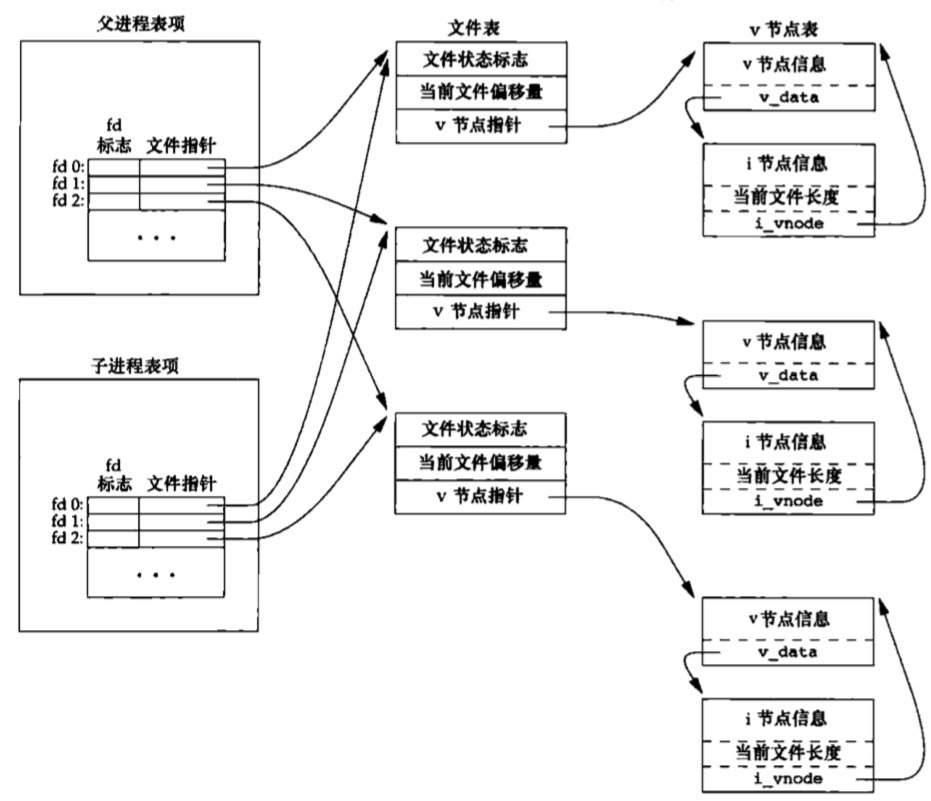 父进程表项
fd
标志 文件指针
fd 0:
fd 1:
fd 2:
• • •
子进程表项
fd
标志 文件指针
fd 0:
fd 1:
fd 2:
• • •
文件表
文件状态标志
当前文件偏移量
v 节点指针
文件状态标志
当前文件偏移量
v 节点指针
文件状态标志
当前文件偏移量
v 节点指针
v 节点表
v 节点信息
v_data
i 节点信息
当前文件长度
i_vnode
v 节点信息
v_data
i 节点信息
当前文件长度
i_vnode
v 节点信息
v_data
i 节点信息
当前文件长度
i_vnode